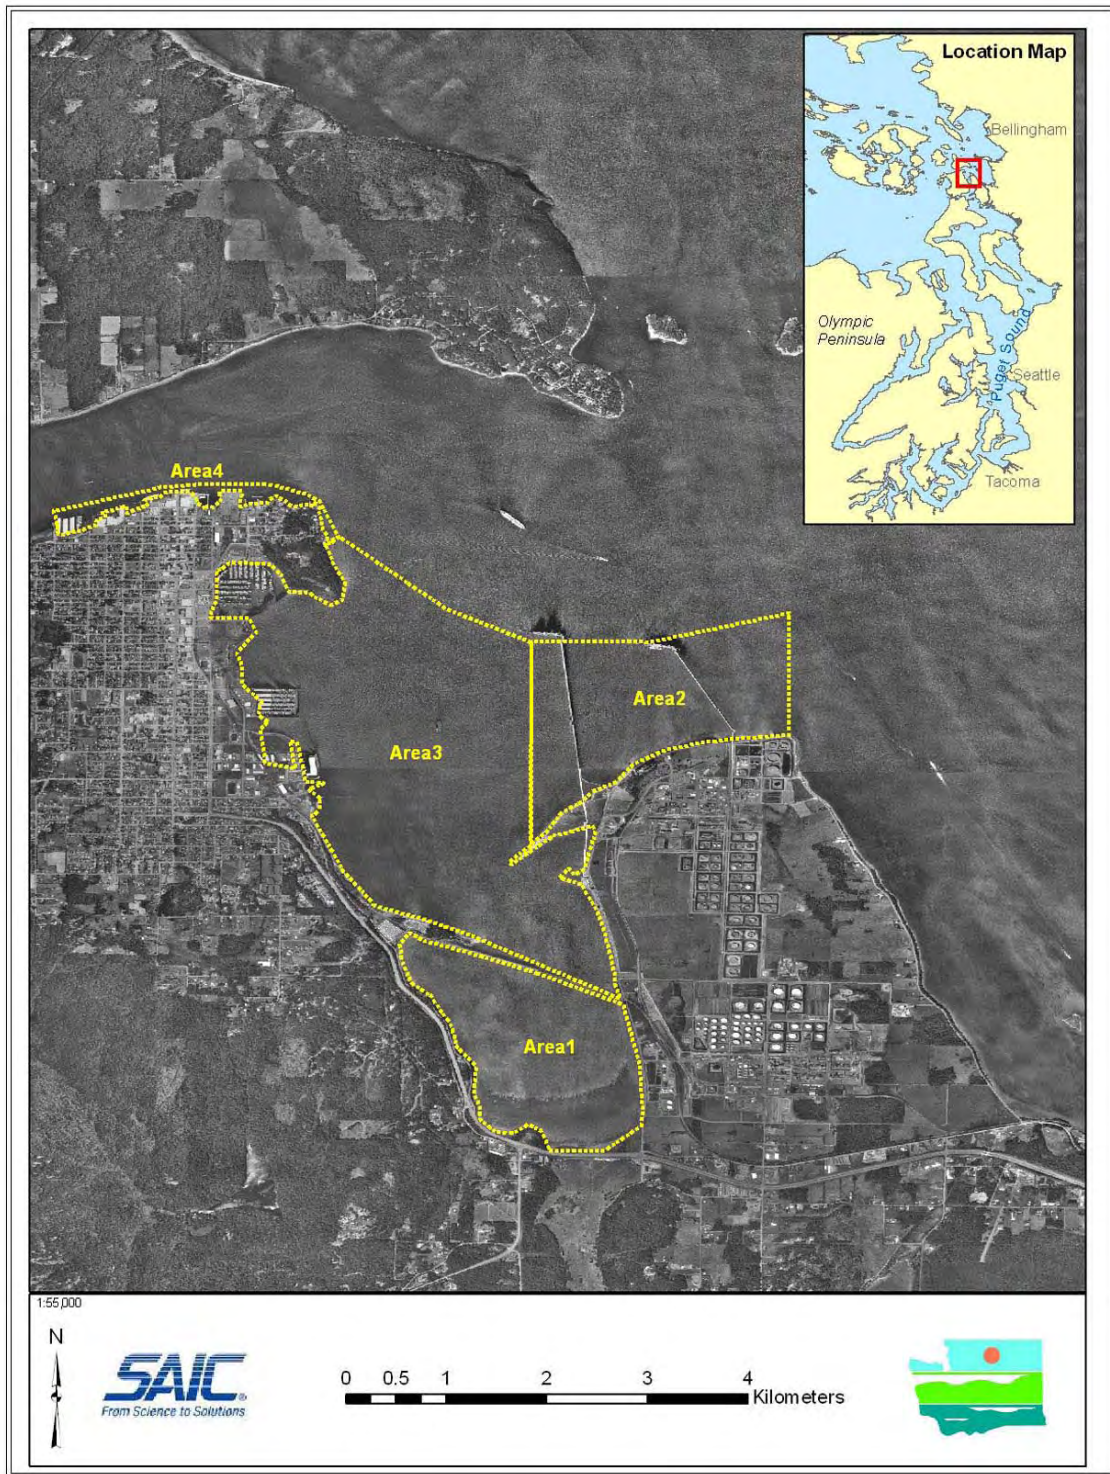 Location Map
Bellingham
Olympic
Peninsula
Puget Sound
Seattle
Tacoma
Area4
Area2
Area3
Area1
1:55,000
N
SAIC®
From Science to Solutions
0 0.5 1 2 3 4
Kilometers